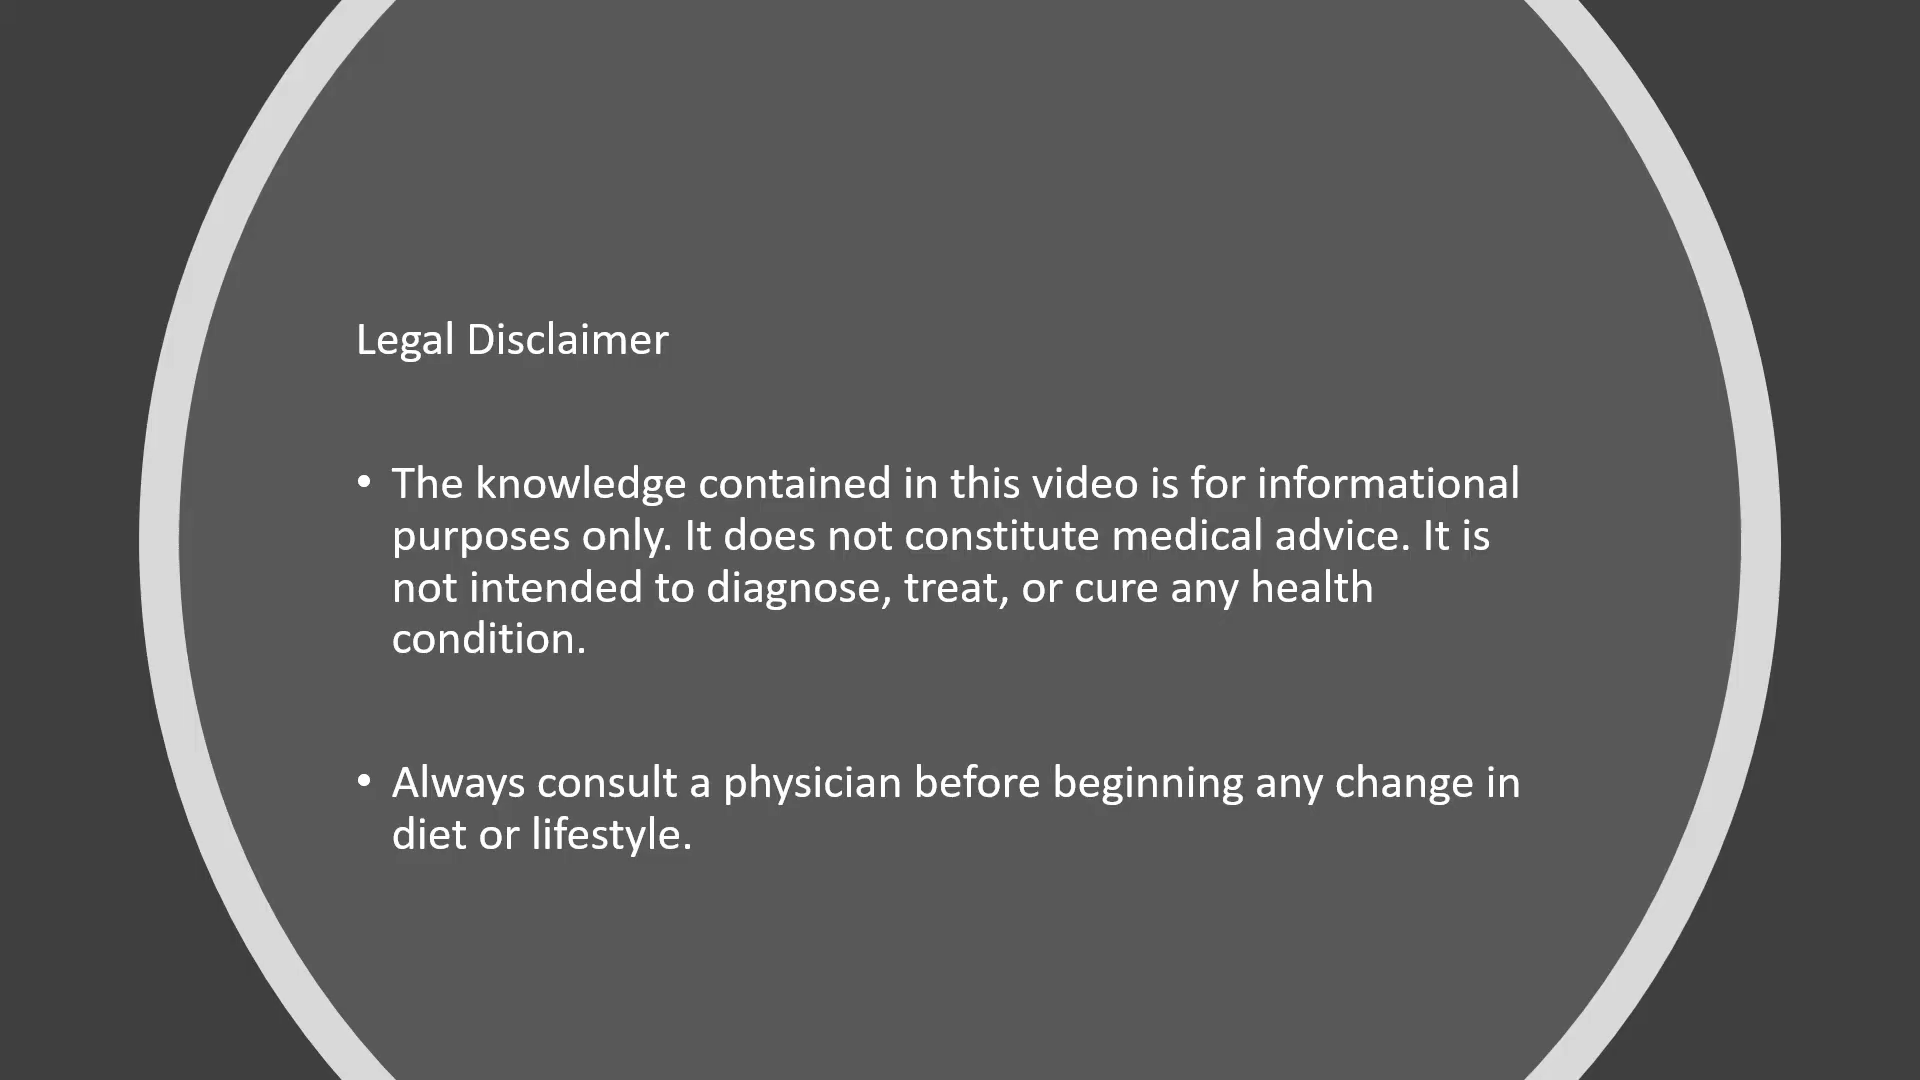 Legal Disclaimer
• The knowledge contained in this video is for informational
purposes only. It does not constitute medical advice. It is
not intended to diagnose, treat, or cure any health
condition.
• Always consult a physician before beginning any change in
diet or lifestyle.